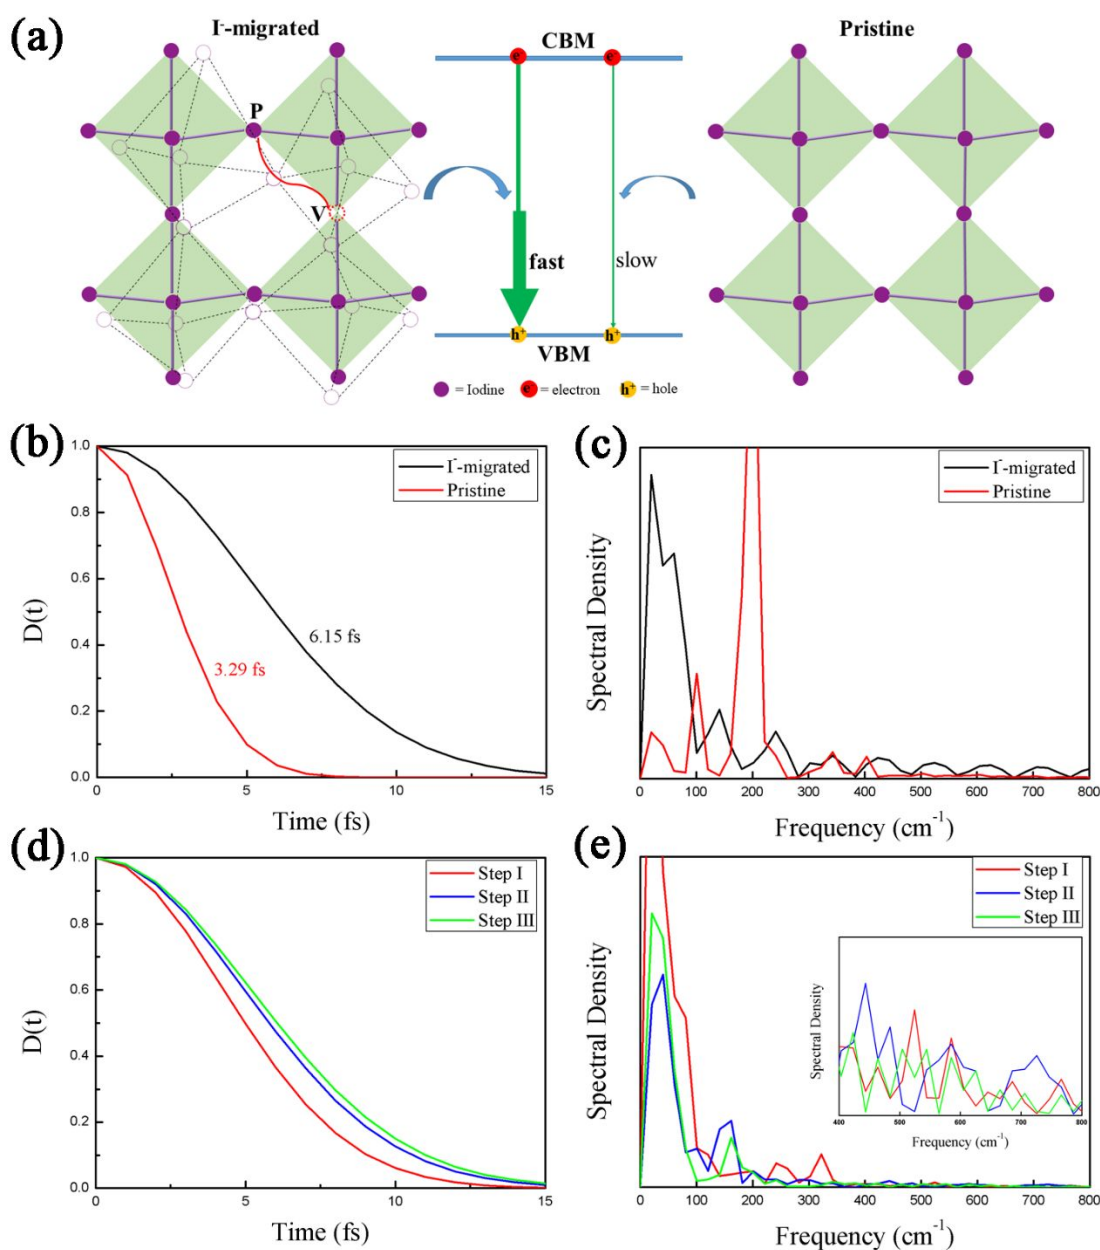 (a)
I⁻-migrated
CBM
Pristine
e⁻
e⁻
P
V
fast
slow
h⁺
h⁺
VBM
= Iodine
e⁻ = electron
h⁺ = hole
(b)
1.0
0.8
0.6
0.4
0.2
0.0
D(t)
I⁻-migrated
Pristine
6.15 fs
3.29 fs
0
5
10
15
Time (fs)
(c)
Spectral Density
I⁻-migrated
Pristine
0
100
200
300
400
500
600
700
800
Frequency (cm⁻¹)
(d)
1.0
0.8
0.6
0.4
0.2
0.0
D(t)
Step I
Step II
Step III
0
5
10
15
Time (fs)
(e)
Spectral Density
Step I
Step II
Step III
Spectral Density
400
500
600
700
800
Frequency (cm⁻¹)
0
100
200
300
400
500
600
700
800
Frequency (cm⁻¹)